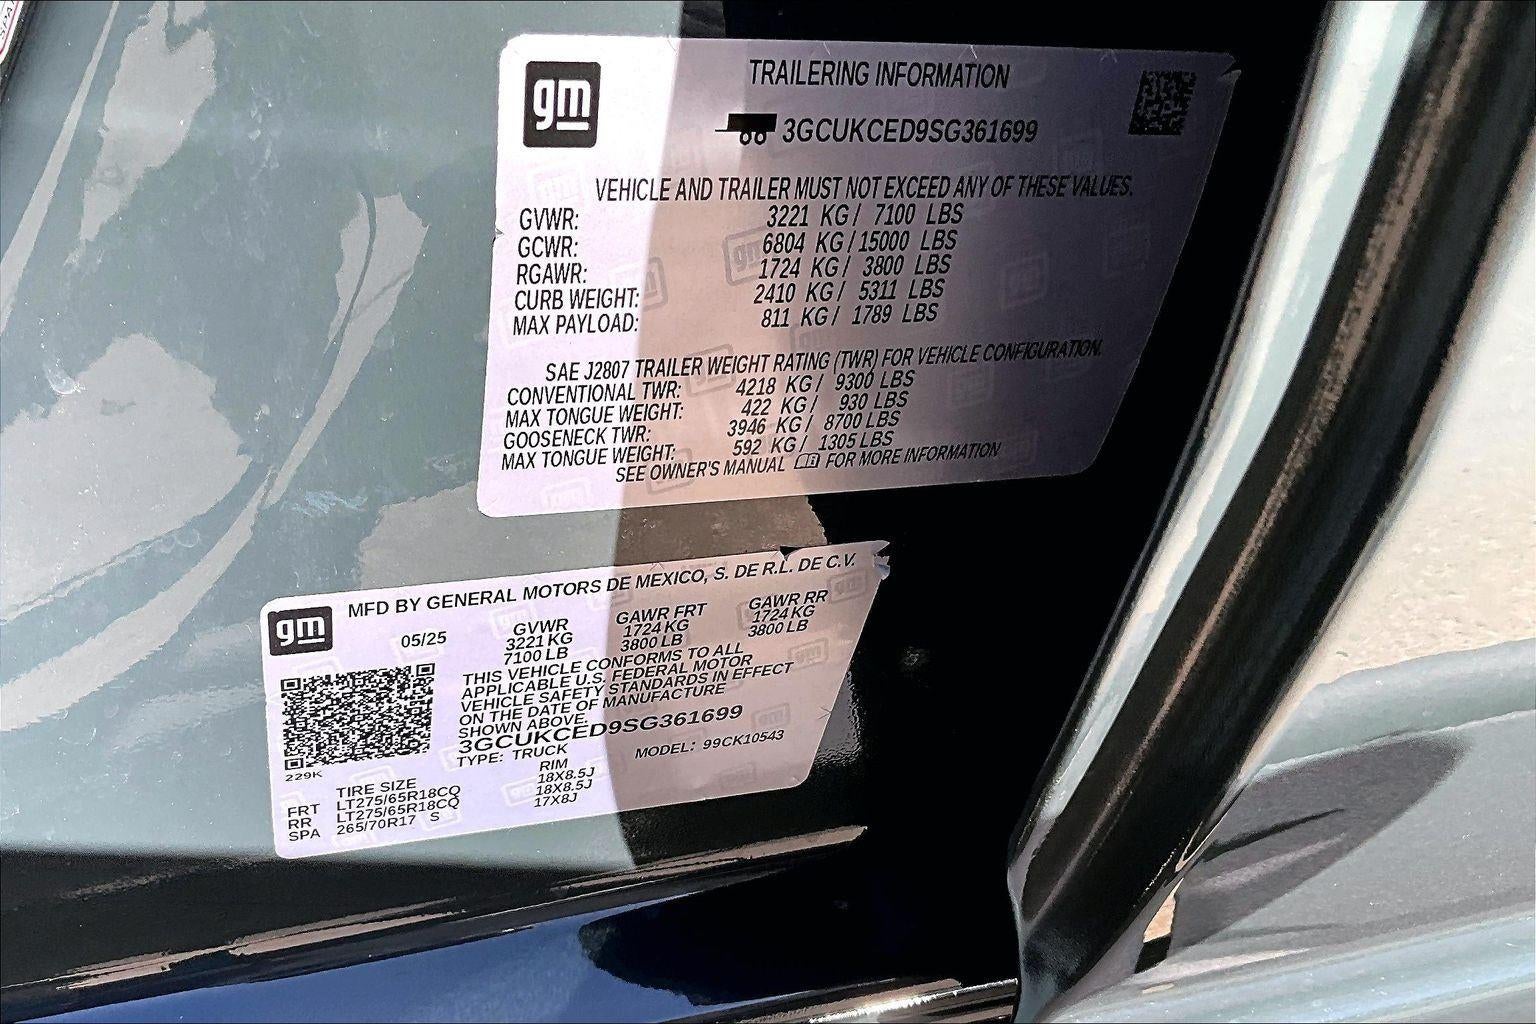 SPA
gm
TRAILERING INFORMATION
3GCUKCED9SG361699
VEHICLE AND TRAILER MUST NOT EXCEED ANY OF THESE VALUES.
GVWR: 3221 KG/ 7100 LBS
GCWR: 6804 KG/15000 LBS
RGAWR: 1724 KG/ 3800 LBS
CURB WEIGHT: 2410 KG/ 5311 LBS
MAX PAYLOAD: 811 KG/ 1789 LBS
SAE J2807 TRAILER WEIGHT RATING (TWR) FOR VEHICLE CONFIGURATION.
CONVENTIONAL TWR: 4218 KG/ 9300 LBS
MAX TONGUE WEIGHT: 422 KG/ 930 LBS
GOOSENECK TWR: 3946 KG/ 8700 LBS
MAX TONGUE WEIGHT: 592 KG/ 1305 LBS
SEE OWNER'S MANUAL FOR MORE INFORMATION
gm
MFD BY GENERAL MOTORS DE MEXICO, S. DE R.L. DE C.V.
05/25 GVWR GAWR FRT GAWR RR
3221 KG 1724 KG 1724 KG
7100 LB 3800 LB 3800 LB
THIS VEHICLE CONFORMS TO ALL
APPLICABLE U.S. FEDERAL MOTOR
VEHICLE SAFETY STANDARDS IN EFFECT
ON THE DATE OF MANUFACTURE
SHOWN ABOVE.
3GCUKCED9SG361699
TYPE: TRUCK MODEL: 99CK10543
229K
TIRE SIZE RIM
FRT LT275/65R18CQ 18X8.5J
RR LT275/65R18CQ 18X8.5J
SPA 265/70R17 S 17X8J